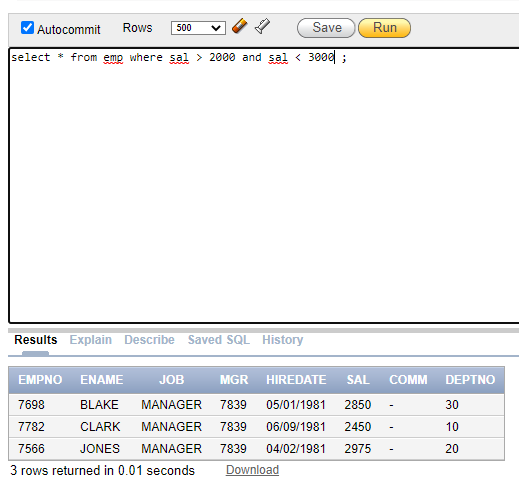 Autocommit Rows 500 Save Run
select * from emp where sal > 2000 and sal < 3000 ;
Results Explain Describe Saved SQL History
EMPNO ENAME JOB MGR HIREDATE SAL COMM DEPTNO
7698 BLAKE MANAGER 7839 05/01/1981 2850 - 30
7782 CLARK MANAGER 7839 06/09/1981 2450 - 10
7566 JONES MANAGER 7839 04/02/1981 2975 - 20
3 rows returned in 0.01 seconds Download